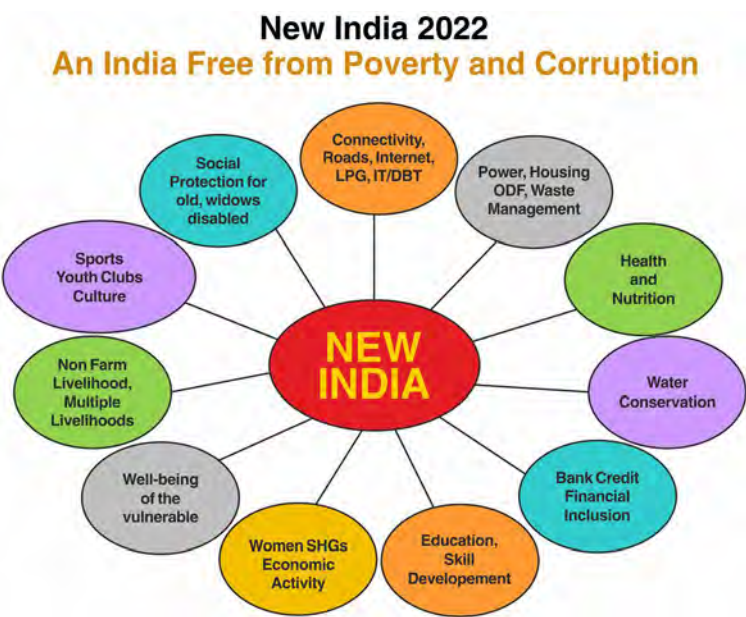 New India 2022
An India Free from Poverty and Corruption
Connectivity,
Roads, Internet,
LPG, IT/DBT
Power, Housing
ODF, Waste
Management
Health
and
Nutrition
Water
Conservation
Bank Credit
Financial
Inclusion
Education,
Skill
Developement
Women SHGs
Economic
Activity
Well-being
of the
vulnerable
Non Farm
Livelihood,
Multiple
Livelihoods
Sports
Youth Clubs
Culture
Social
Protection for
old, widows
disabled
NEW
INDIA